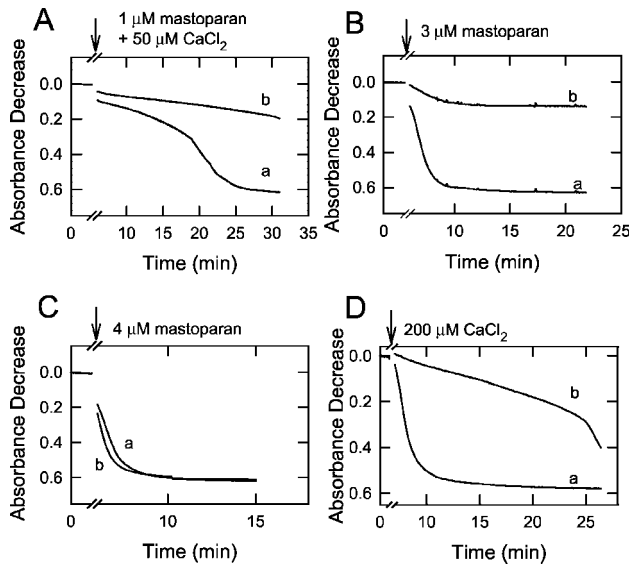 A
1 μM mastoparan
+ 50 μM CaCl2
Absorbance Decrease
0.0
0.2
0.4
0.6
b
a
0 10 15 20 25 30 35
Time (min)
B
3 μM mastoparan
Absorbance Decrease
0.0
0.2
0.4
0.6
b
a
0 5 10 15 20 25
Time (min)
C
4 μM mastoparan
Absorbance Decrease
0.0
0.2
0.4
0.6
a
b
0 10 15
Time (min)
D
200 μM CaCl2
Absorbance Decrease
0.0
0.2
0.4
0.6
b
a
0 10 15 20 25
Time (min)